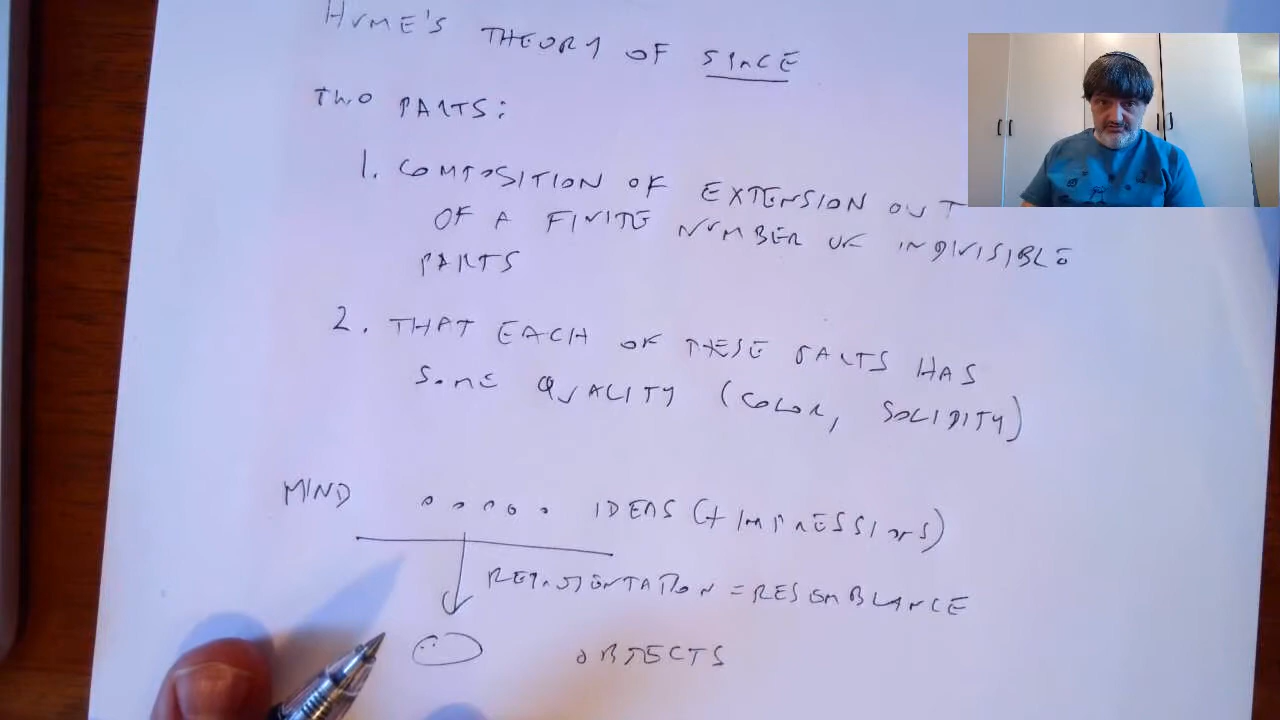 HUME'S THEORY OF SPACE
TWO PARTS:
1. COMPOSITION OF EXTENSION OUT
OF A FINITE NUMBER OF INDIVISIBLE
PARTS
2. THAT EACH OF THESE PARTS HAS
SOME QUALITY (COLOR, SOLIDITY)
MIND IDEAS (+ IMPRESSIONS)
REPRESENTATION = RESEMBLANCE
OBJECTS